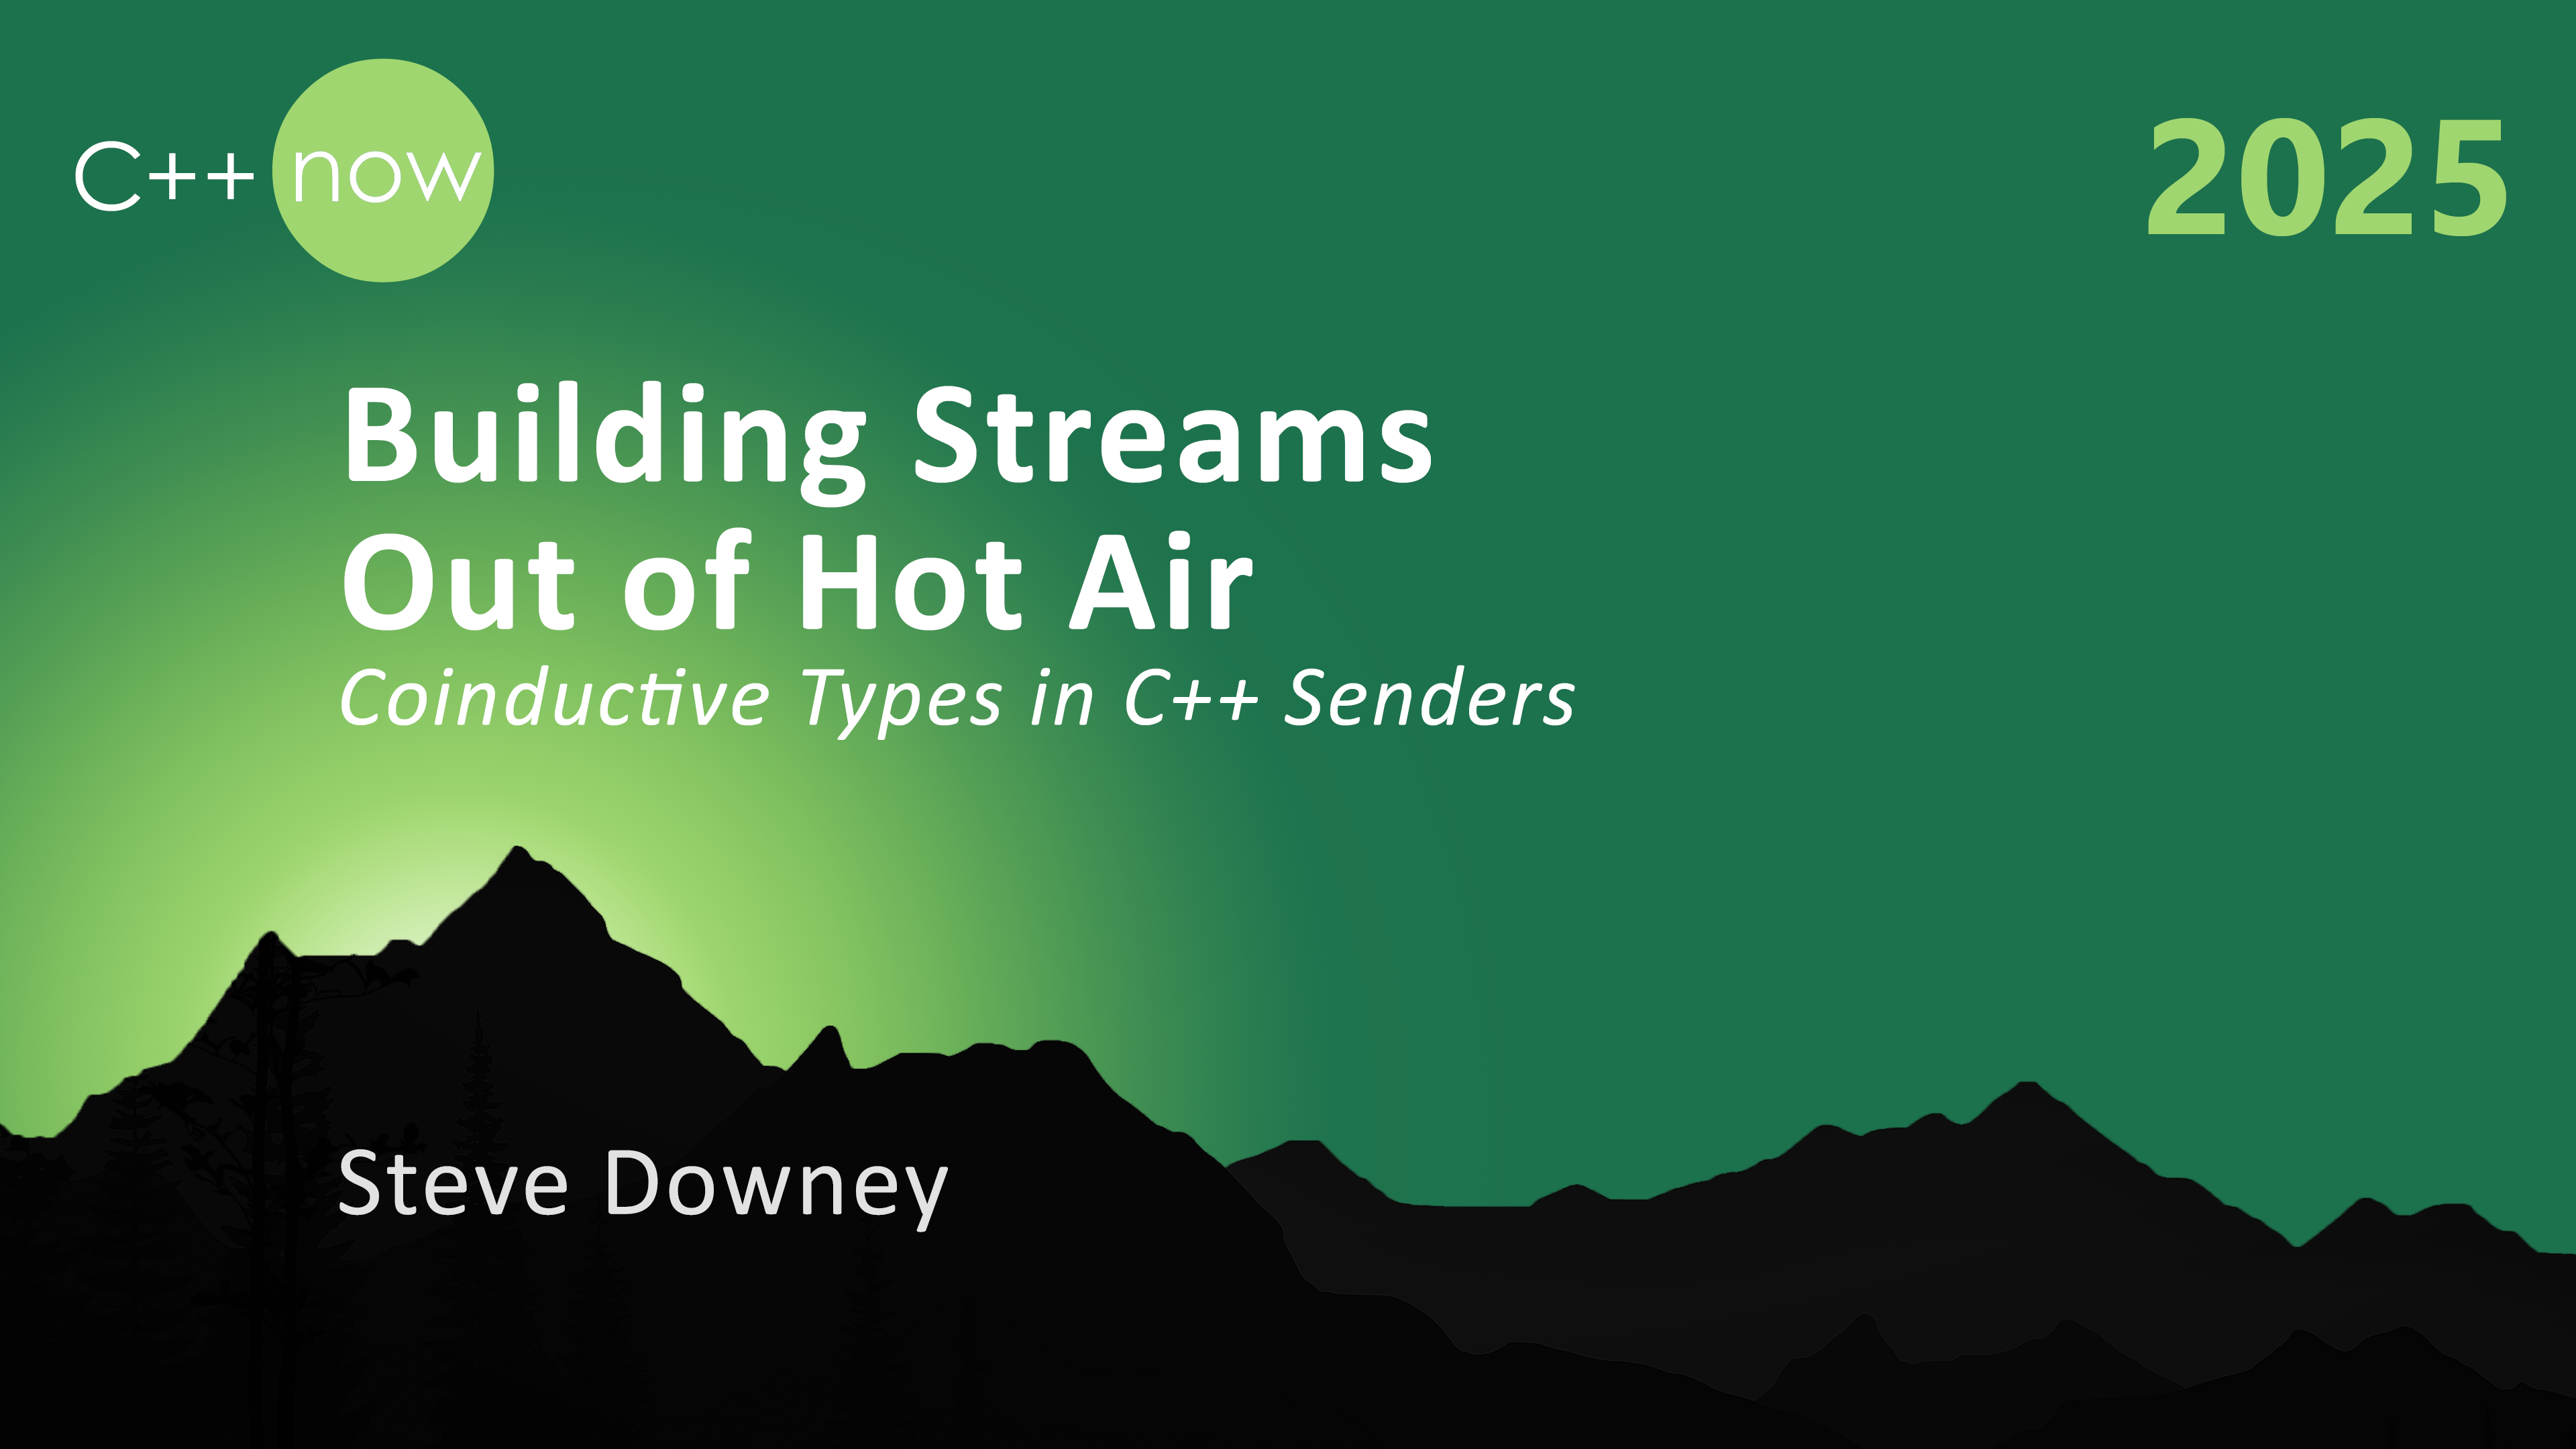 C++ now
2025
Building Streams
Out of Hot Air
Coinductive Types in C++ Senders
Steve Downey